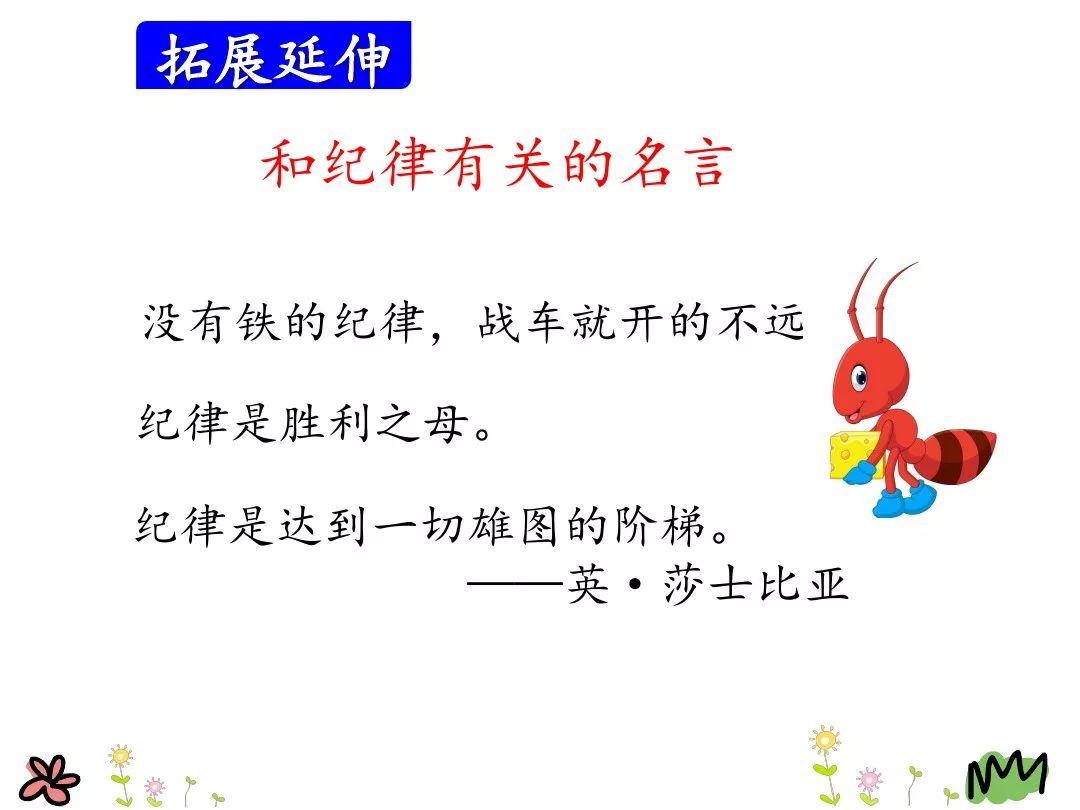 拓展延伸
和纪律有关的名言
没有铁的纪律，战车就开的不远
纪律是胜利之母。
纪律是达到一切雄图的阶梯。
——英·莎士比亚